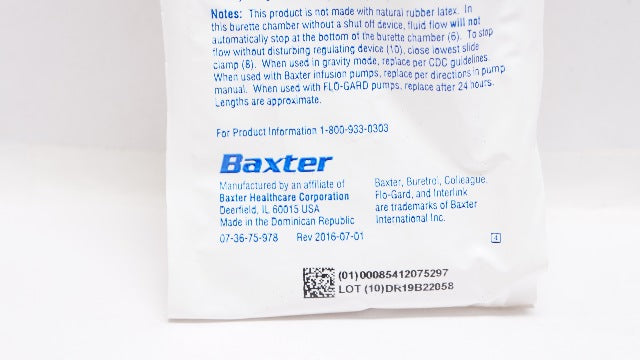 Notes: This product is not made with natural rubber latex. In
this burette chamber without a shut off device, fluid flow will not
automatically stop at the bottom of the burette chamber (6). To stop
flow without disturbing regulating device (10), close lowest slide
clamp (8). When used in gravity mode, replace per CDC guidelines.
When used with Baxter infusion pumps, replace per directions in pump
manual. When used with FLO-GARD pumps, replace after 24 hours.
Lengths are approximate.
For Product Information 1-800-933-0303
Baxter
Manufactured by an affiliate of
Baxter Healthcare Corporation
Deerfield, IL 60015 USA
Made in the Dominican Republic
07-36-75-978 Rev 2016-07-01
Baxter, Buretrol, Colleague,
Flo-Gard, and Interlink
are trademarks of Baxter
International Inc.
4
(01)00085412075297
LOT (10)DR19B22058